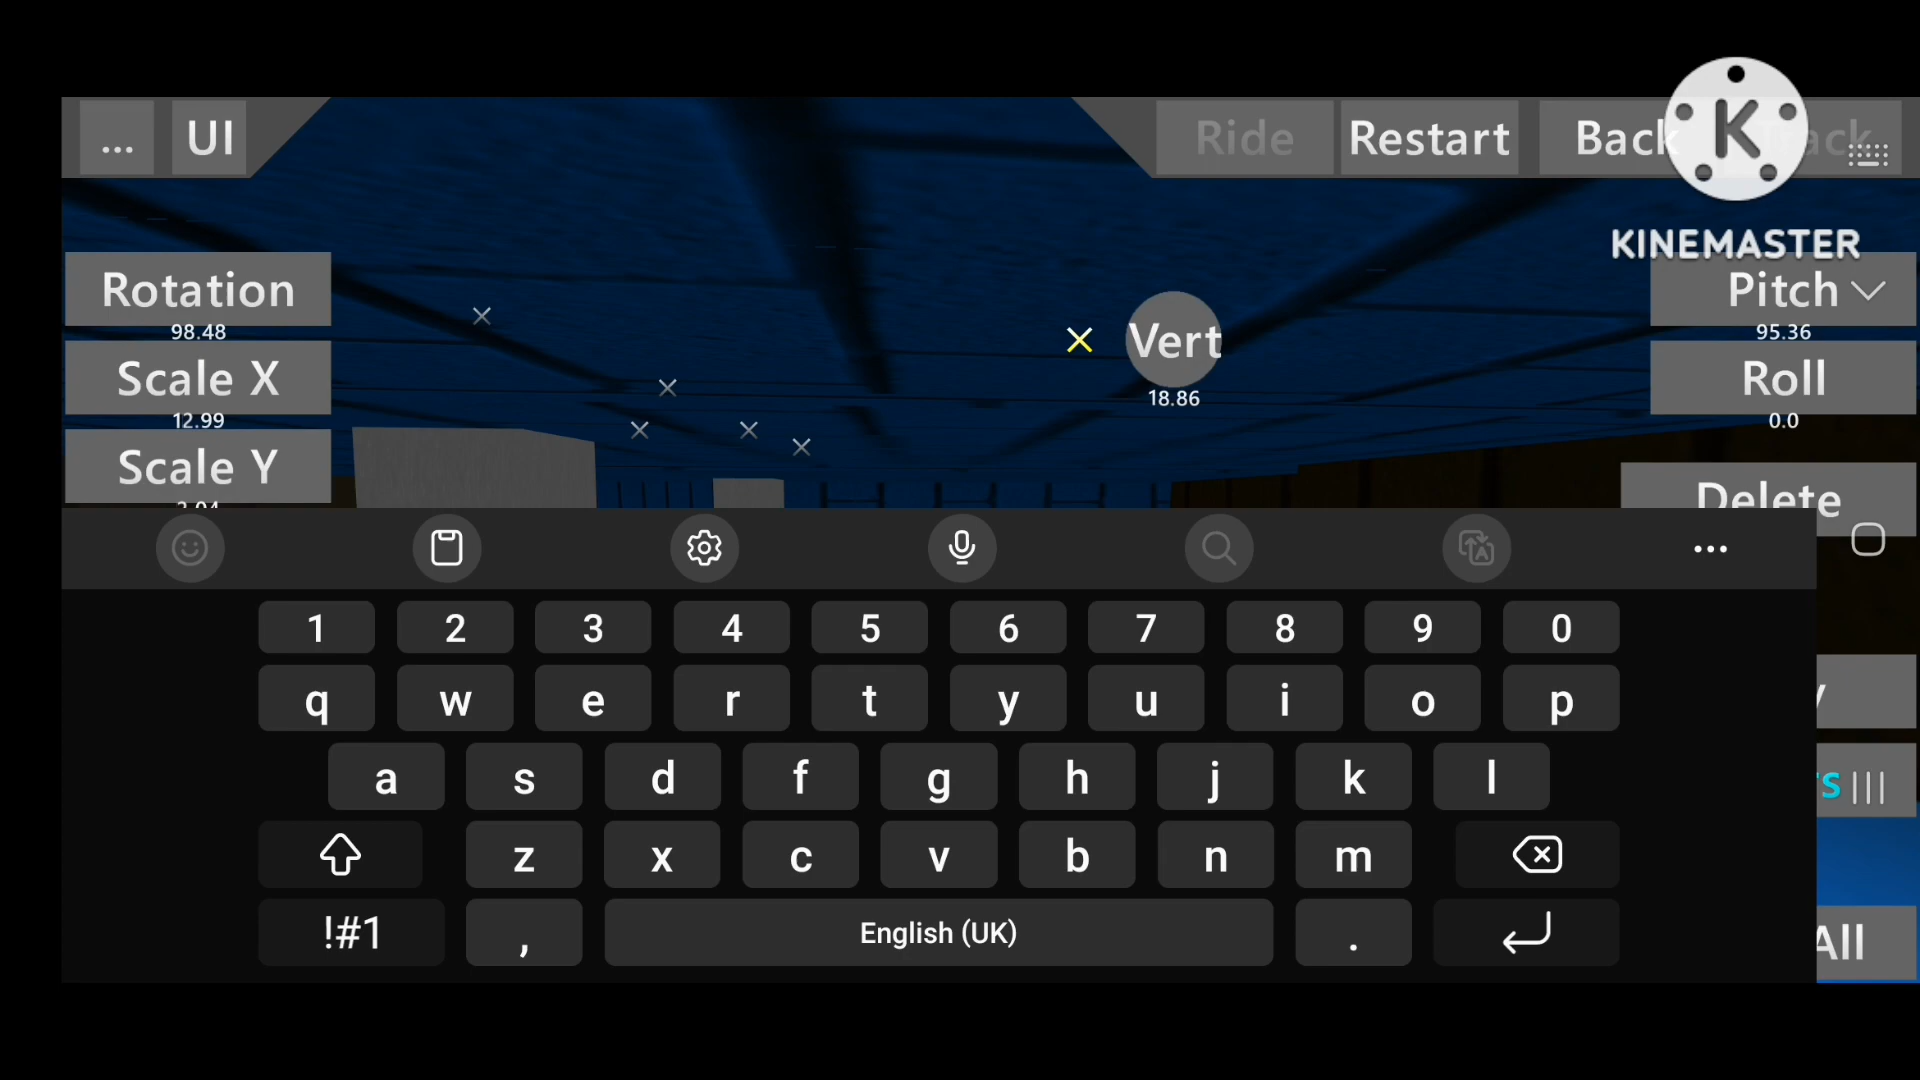 ... UI Ride Restart Back
K
KINEMASTER
Rotation
98.48
Scale X
12.99
Scale Y
Vert
18.86
Pitch
95.36
Roll
0.0
Delete
1 2 3 4 5 6 7 8 9 0
q w e r t y u i o p
a s d f g h j k l
z x c v b n m
!#1 , English (UK) .
All